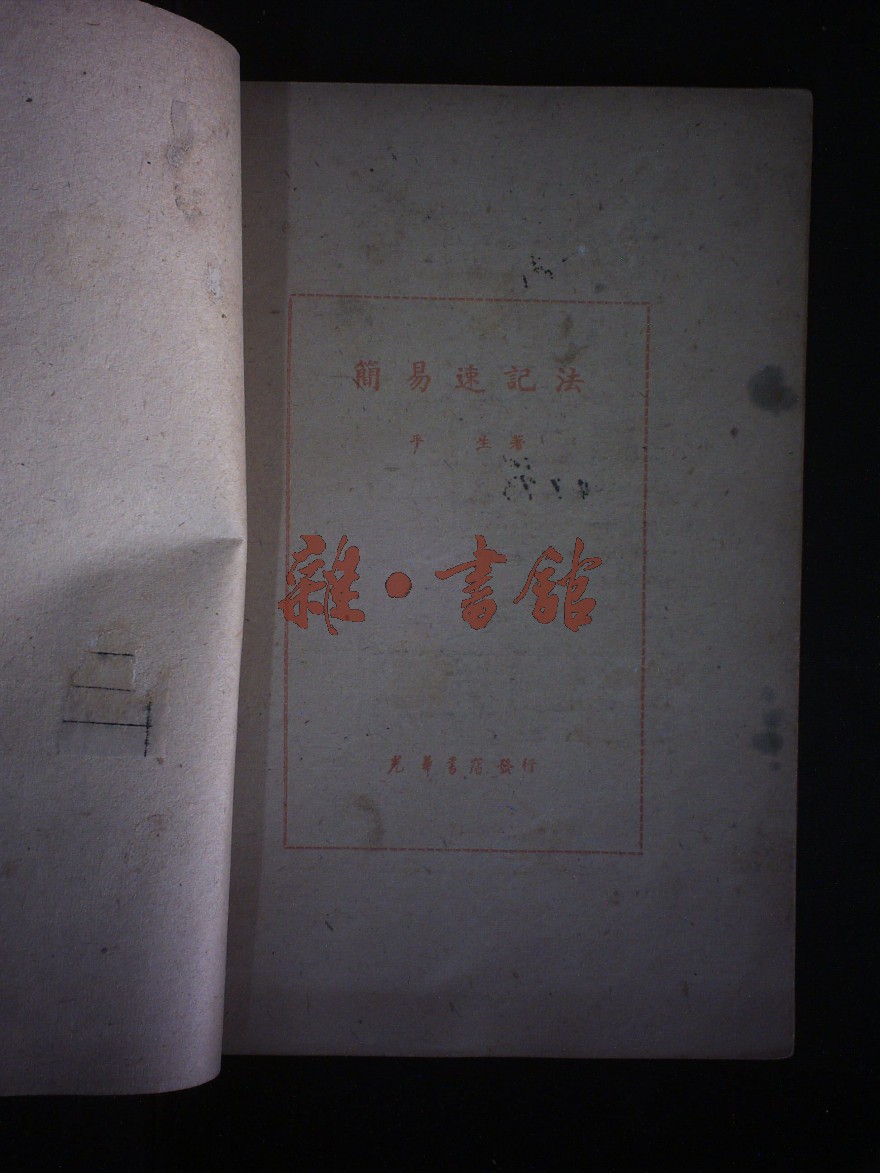 簡易速記法
平 生著
雜·書館
光華書店發行